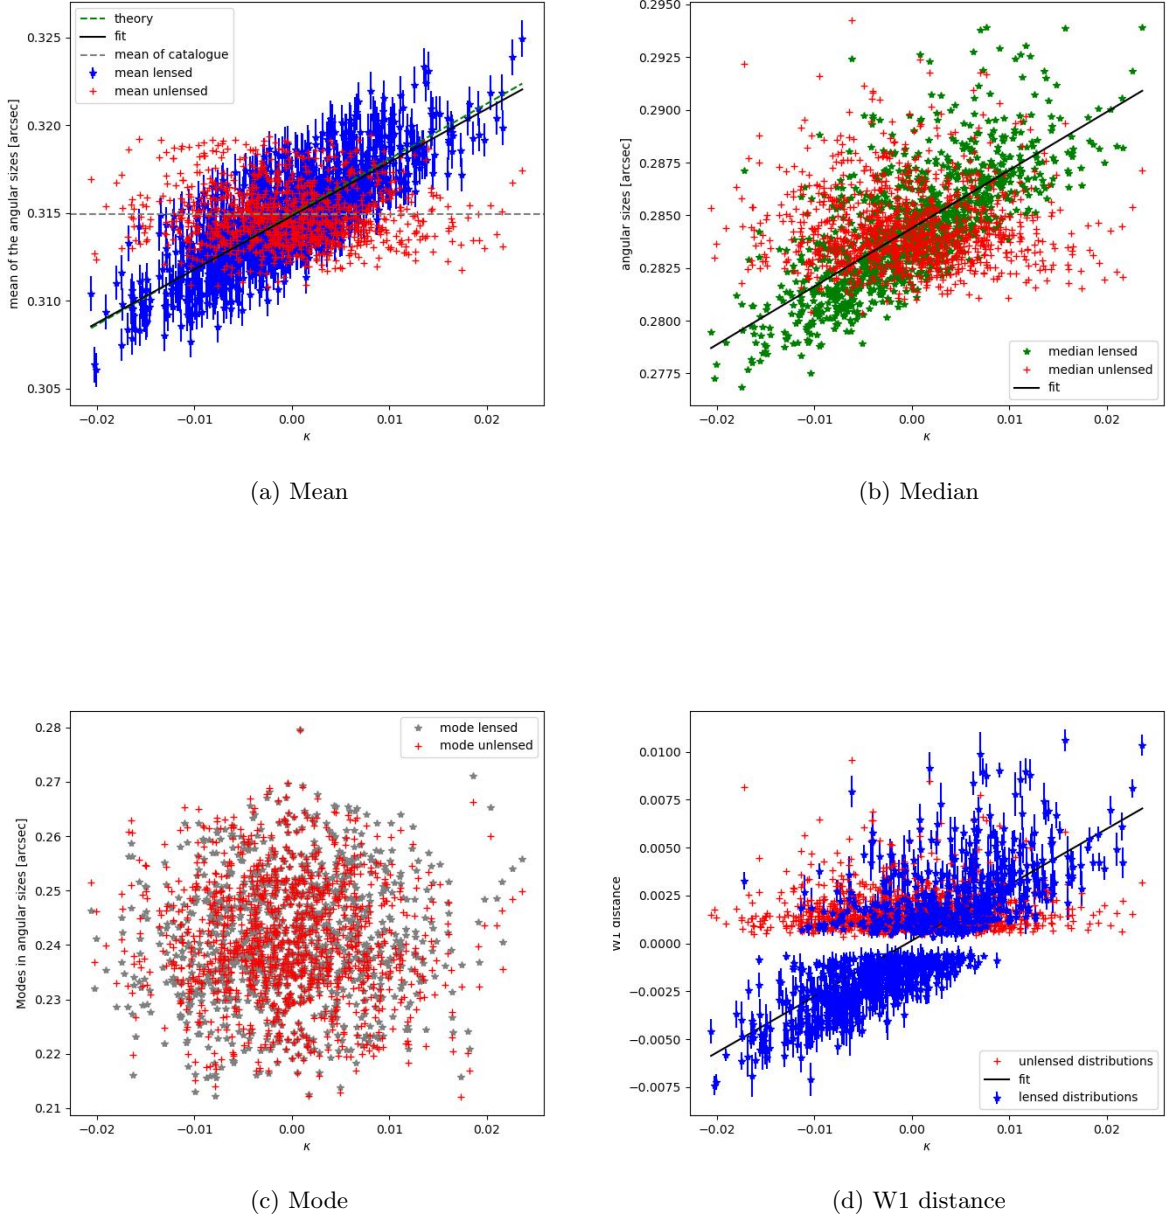 0.325
0.320
0.315
0.310
0.305
mean of the angular sizes [arcsec]
theory
fit
mean of catalogue
mean lensed
mean unlensed
−0.02 −0.01 0.00 0.01 0.02
κ
(a) Mean
0.2950
0.2925
0.2900
0.2875
0.2850
0.2825
0.2800
0.2775
angular sizes [arcsec]
median lensed
median unlensed
fit
−0.02 −0.01 0.00 0.01 0.02
κ
(b) Median
0.28
0.27
0.26
0.25
0.24
0.23
0.22
0.21
Modes in angular sizes [arcsec]
mode lensed
mode unlensed
−0.02 −0.01 0.00 0.01 0.02
κ
(c) Mode
0.0100
0.0075
0.0050
0.0025
0.0000
−0.0025
−0.0050
−0.0075
W1 distance
unlensed distributions
fit
lensed distributions
−0.02 −0.01 0.00 0.01 0.02
κ
(d) W1 distance